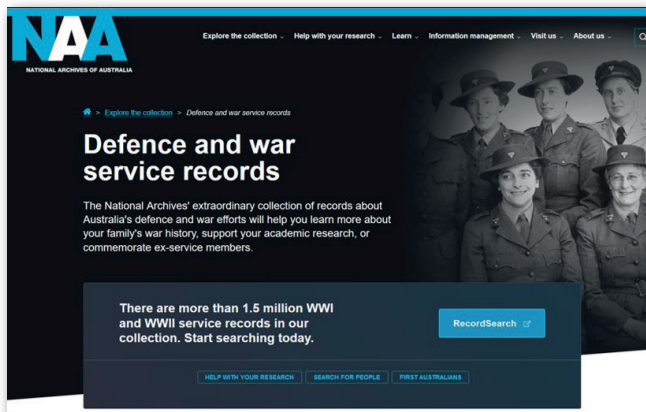 NAA
NATIONAL ARCHIVES OF AUSTRALIA
Explore the collection Help with your research Learn Information management Visit us About us
> Explore the collection > Defence and war service records
Defence and war
service records
The National Archives' extraordinary collection of records about
Australia's defence and war efforts will help you learn more about
your family's war history, support your academic research, or
commemorate ex-service members.
There are more than 1.5 million WWI
and WWII service records in our
collection. Start searching today.
RecordSearch
HELP WITH YOUR RESEARCH SEARCH FOR PEOPLE FIRST AUSTRALIANS